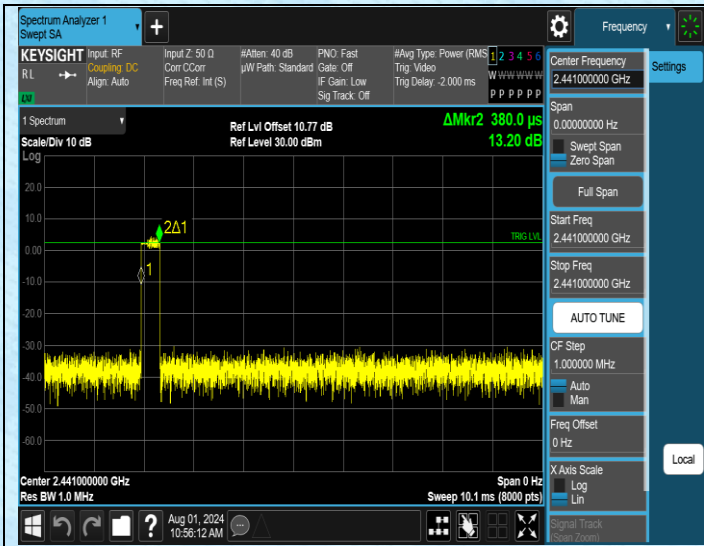 Spectrum Analyzer 1
Swept SA
Frequency
KEYSIGHT
RL
LXI
Input: RF
Coupling: DC
Align: Auto
Input Z: 50 Ω
Corr CCorr
Freq Ref: Int (S)
#Atten: 40 dB
µW Path: Standard
PNO: Fast
Gate: Off
IF Gain: Low
Sig Track: Off
#Avg Type: Power (RMS
Trig: Video
Trig Delay: -2.000 ms
1 2 3 4 5 6
W W W W W W
P P P P P P
Center Frequency
2.441000000 GHz
Settings
Span
0.00000000 Hz
Swept Span
Zero Span
Full Span
Start Freq
2.441000000 GHz
Stop Freq
2.441000000 GHz
AUTO TUNE
CF Step
1.000000 MHz
Auto
Man
Freq Offset
0 Hz
X Axis Scale
Log
Lin
Signal Track
(Span Zoom)
Local
1 Spectrum
Scale/Div 10 dB
Log
Ref Lvl Offset 10.77 dB
Ref Level 30.00 dBm
ΔMkr2 380.0 µs
13.20 dB
20.0
10.0
0.00
-10.0
-20.0
-30.0
-40.0
-50.0
-60.0
2Δ1
1
TRIG LVL
Center 2.441000000 GHz
Res BW 1.0 MHz
Span 0 Hz
Sweep 10.1 ms (8000 pts)
?
Aug 01, 2024
10:56:12 AM